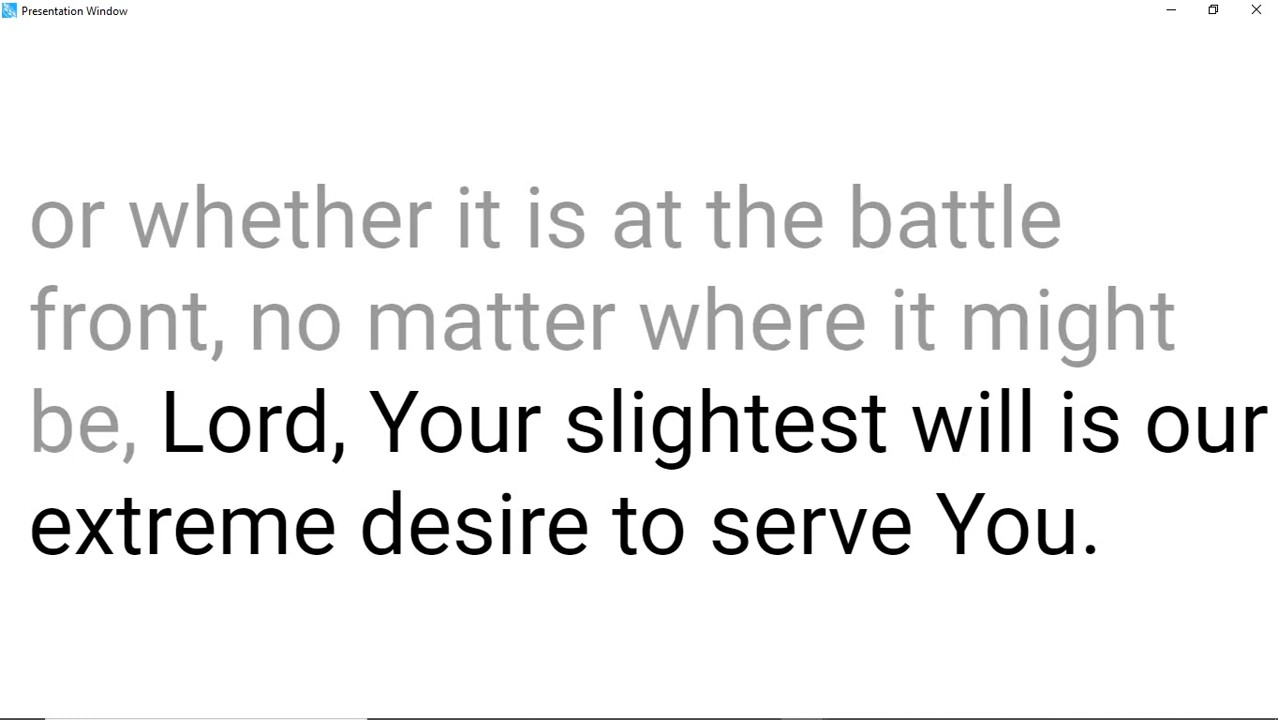 Presentation Window
or whether it is at the battle
front, no matter where it might
be, Lord, Your slightest will is our
extreme desire to serve You.